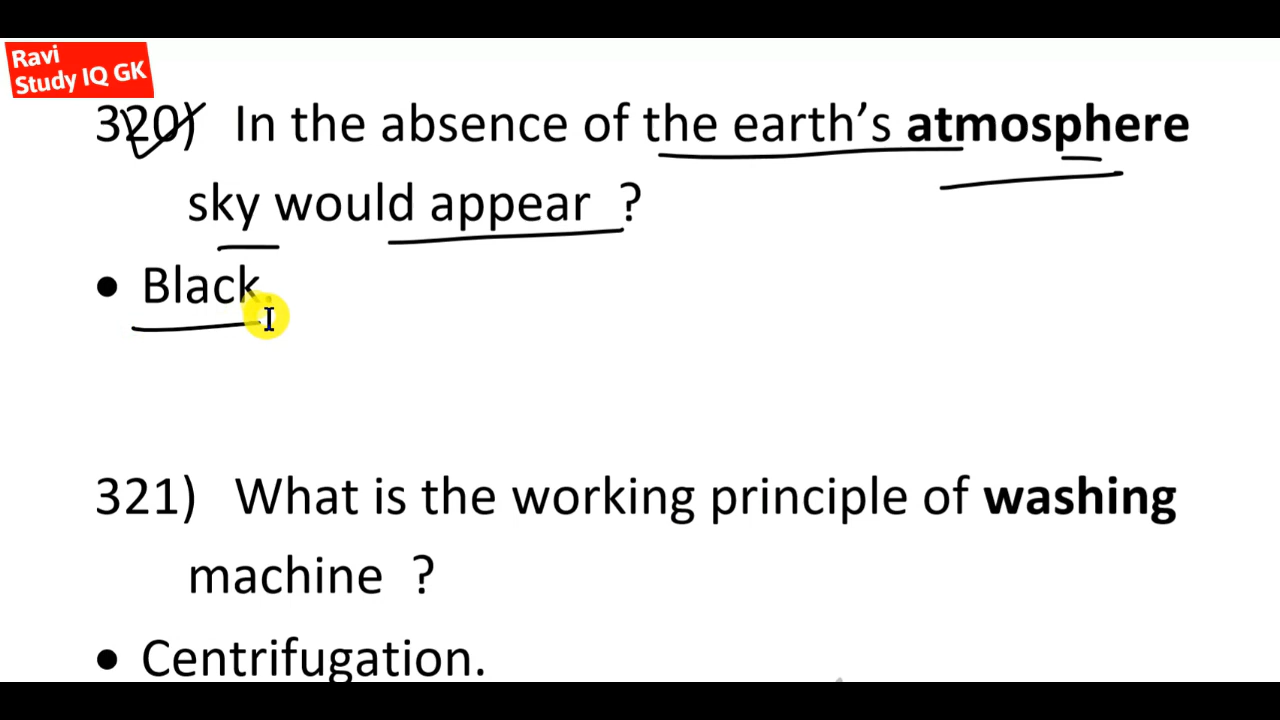 Ravi
Study IQ GK
320) In the absence of the earth's atmosphere
sky would appear ?
• Black.
321) What is the working principle of washing
machine ?
• Centrifugation.